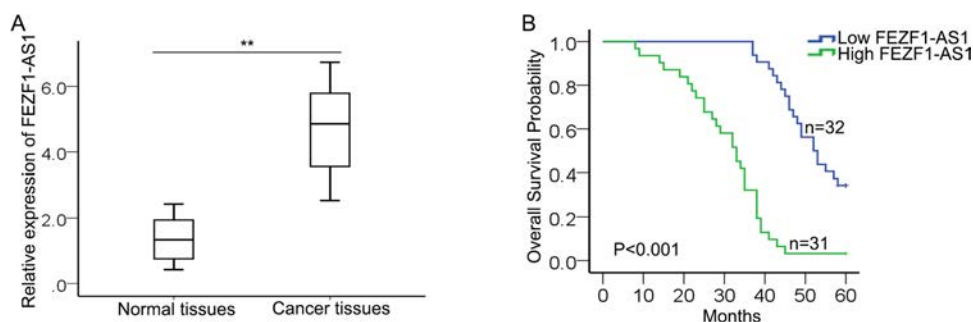 A
Relative expression of FEZF1-AS1
6.0
4.0
2.0
.0
**
Normal tissues
Cancer tissues
B
Overall Survival Probability
1.0
0.8
0.6
0.4
0.2
0.0
Low FEZF1-AS1
High FEZF1-AS1
n=32
n=31
P<0.001
0 10 20 30 40 50 60
Months